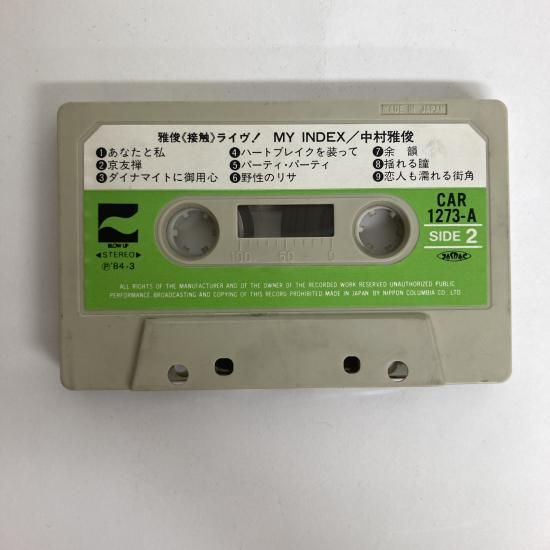 MADE IN JAPAN
雅俊《接触》ライヴ! MY INDEX/中村雅俊
❶あなたと私
❷京友禅
❸ダイナマイトに御用心
❹ハートブレイクを装って
❺パーティ・パーティ
❻野性のリサ
❼余韻
❽揺れる瞳
❾恋人も濡れる街角
BLOW UP
◀STEREO▶
Ⓟ'84・3
CAR
1273-A
SIDE 2
100 50 0
ALL RIGHTS OF THE MANUFACTURER AND OF THE OWNER OF THE RECORDED WORK RESERVED UNAUTHORIZED PUBLIC
PERFORMANCE. BROADCASTING AND COPYING OF THIS RECORD PROHIBITED. MADE IN JAPAN BY NIPPON COLUMBIA CO. LTD